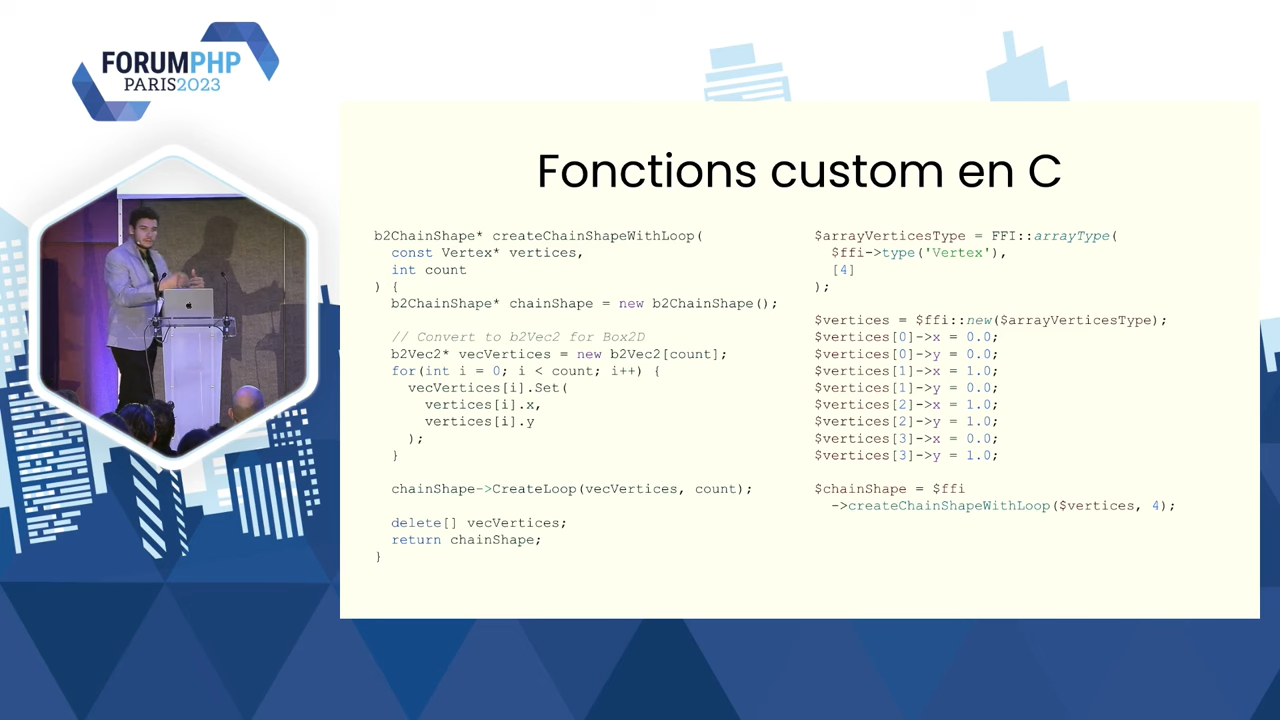 FORUMPHP
PARIS2023
Fonctions custom en C
b2ChainShape* createChainShapeWithLoop(
  const Vertex* vertices,
  int count
) {
  b2ChainShape* chainShape = new b2ChainShape();

  // Convert to b2Vec2 for Box2D
  b2Vec2* vecVertices = new b2Vec2[count];
  for(int i = 0; i < count; i++) {
    vecVertices[i].Set(
      vertices[i].x,
      vertices[i].y
    );
  }

  chainShape->CreateLoop(vecVertices, count);

  delete[] vecVertices;
  return chainShape;
}
$arrayVerticesType = FFI::arrayType(
  $ffi->type('Vertex'),
  [4]
);

$vertices = $ffi::new($arrayVerticesType);
$vertices[0]->x = 0.0;
$vertices[0]->y = 0.0;
$vertices[1]->x = 1.0;
$vertices[1]->y = 0.0;
$vertices[2]->x = 1.0;
$vertices[2]->y = 1.0;
$vertices[3]->x = 0.0;
$vertices[3]->y = 1.0;

$chainShape = $ffi
  ->createChainShapeWithLoop($vertices, 4);